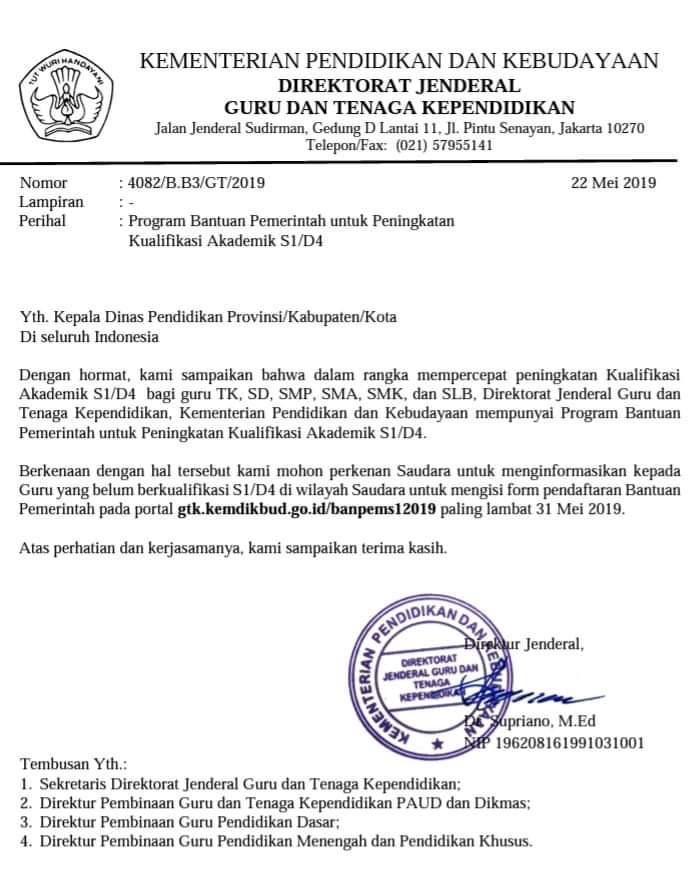 TUT WURI HANDAYANI
KEMENTERIAN PENDIDIKAN DAN KEBUDAYAAN
DIREKTORAT JENDERAL
GURU DAN TENAGA KEPENDIDIKAN
Jalan Jenderal Sudirman, Gedung D Lantai 11, Jl. Pintu Senayan, Jakarta 10270
Telepon/Fax: (021) 57955141
Nomor : 4082/B.B3/GT/2019 22 Mei 2019
Lampiran : -
Perihal : Program Bantuan Pemerintah untuk Peningkatan
Kualifikasi Akademik S1/D4
Yth. Kepala Dinas Pendidikan Provinsi/Kabupaten/Kota
Di seluruh Indonesia
Dengan hormat, kami sampaikan bahwa dalam rangka mempercepat peningkatan Kualifikasi
Akademik S1/D4 bagi guru TK, SD, SMP, SMA, SMK, dan SLB, Direktorat Jenderal Guru dan
Tenaga Kependidikan, Kementerian Pendidikan dan Kebudayaan mempunyai Program Bantuan
Pemerintah untuk Peningkatan Kualifikasi Akademik S1/D4.
Berkenaan dengan hal tersebut kami mohon perkenan Saudara untuk menginformasikan kepada
Guru yang belum berkualifikasi S1/D4 di wilayah Saudara untuk mengisi form pendaftaran Bantuan
Pemerintah pada portal gtk.kemdikbud.go.id/banpems12019 paling lambat 31 Mei 2019.
Atas perhatian dan kerjasamanya, kami sampaikan terima kasih.
Direktur Jenderal,
KEMENTERIAN PENDIDIKAN DAN KEBUDAYAAN
DIREKTORAT
JENDERAL GURU DAN
TENAGA
KEPENDIDIKAN
Dr. Supriano, M.Ed
NIP 196208161991031001
Tembusan Yth.:
1. Sekretaris Direktorat Jenderal Guru dan Tenaga Kependidikan;
2. Direktur Pembinaan Guru dan Tenaga Kependidikan PAUD dan Dikmas;
3. Direktur Pembinaan Guru Pendidikan Dasar;
4. Direktur Pembinaan Guru Pendidikan Menengah dan Pendidikan Khusus.